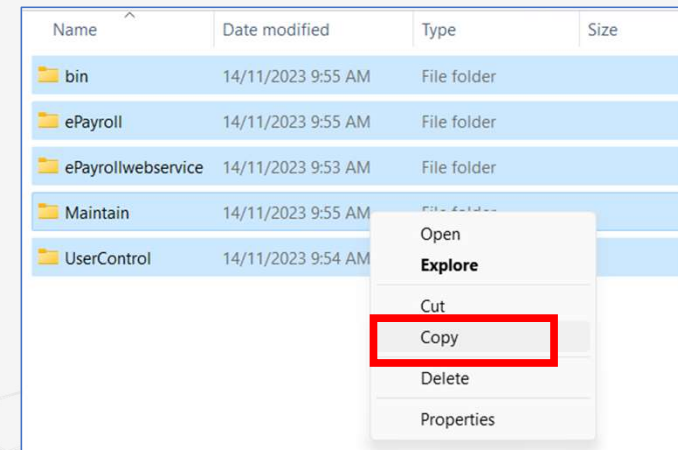 Name Date modified Type Size
bin 14/11/2023 9:55 AM File folder
ePayroll 14/11/2023 9:55 AM File folder
ePayrollwebservice 14/11/2023 9:53 AM File folder
Maintain 14/11/2023 9:55 AM File folder
UserControl 14/11/2023 9:54 AM
Open
Explore
Cut
Copy
Delete
Properties